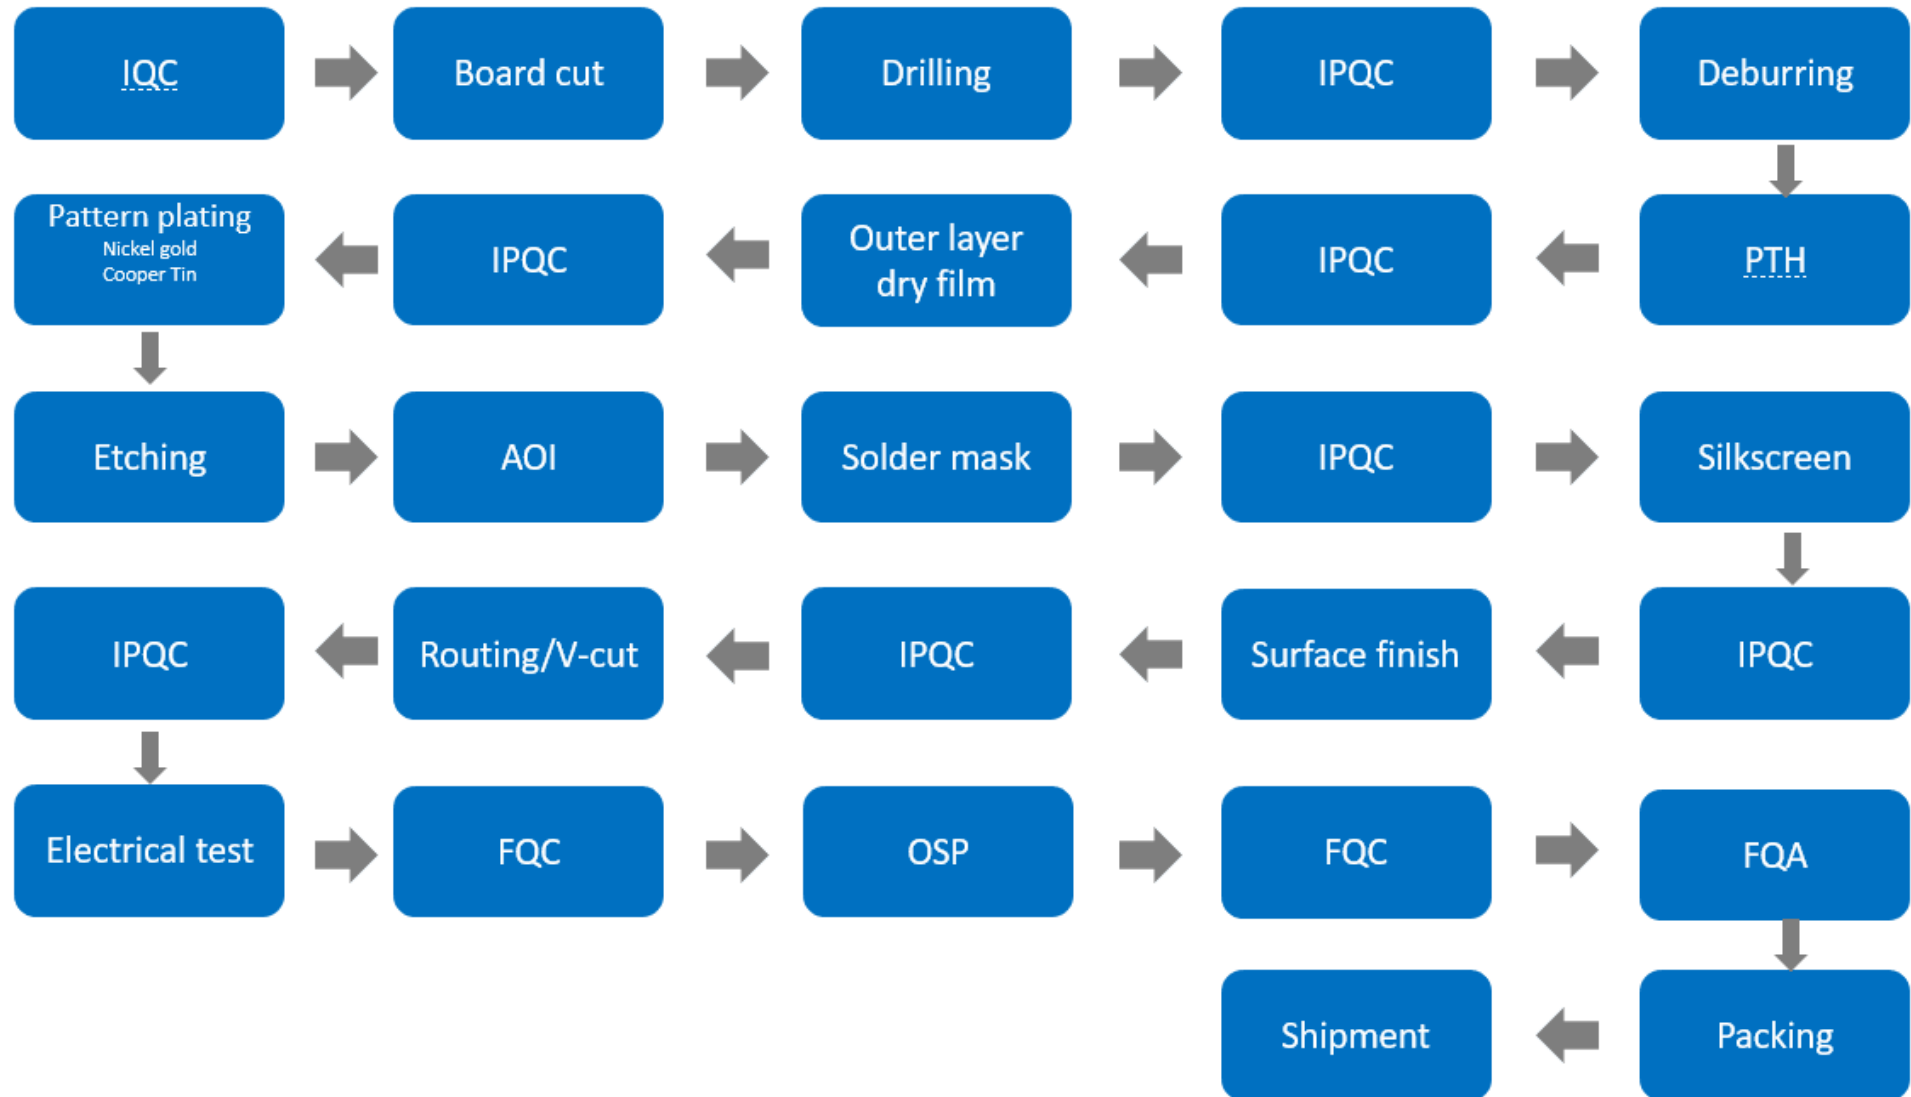 IQC
Board cut
Drilling
IPQC
Deburring
PTH
IPQC
Outer layer
dry film
IPQC
Pattern plating
Nickel gold
Cooper Tin
Etching
AOI
Solder mask
IPQC
Silkscreen
IPQC
Surface finish
IPQC
Routing/V-cut
IPQC
Electrical test
FQC
OSP
FQC
FQA
Packing
Shipment